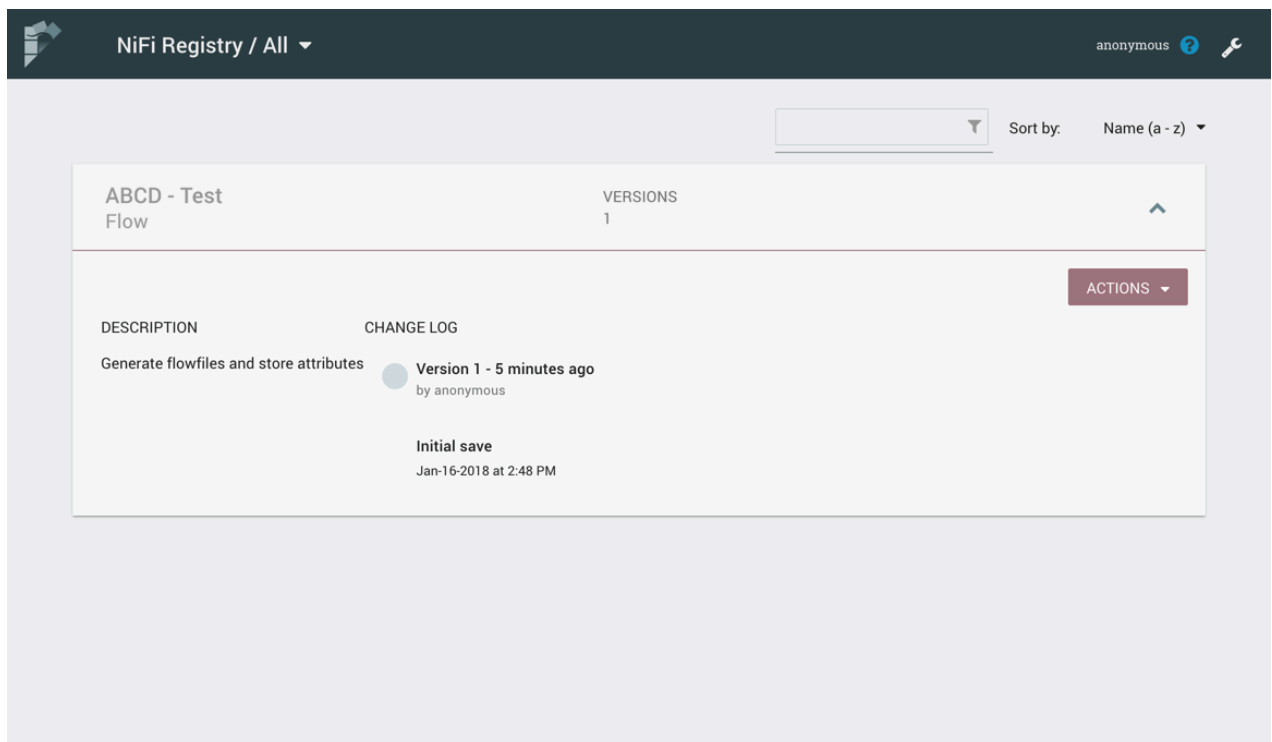 NiFi Registry / All
anonymous ?
Sort by: Name (a - z)
ABCD - Test
Flow
VERSIONS
1
ACTIONS
DESCRIPTION
Generate flowfiles and store attributes
CHANGE LOG
Version 1 - 5 minutes ago
by anonymous
Initial save
Jan-16-2018 at 2:48 PM